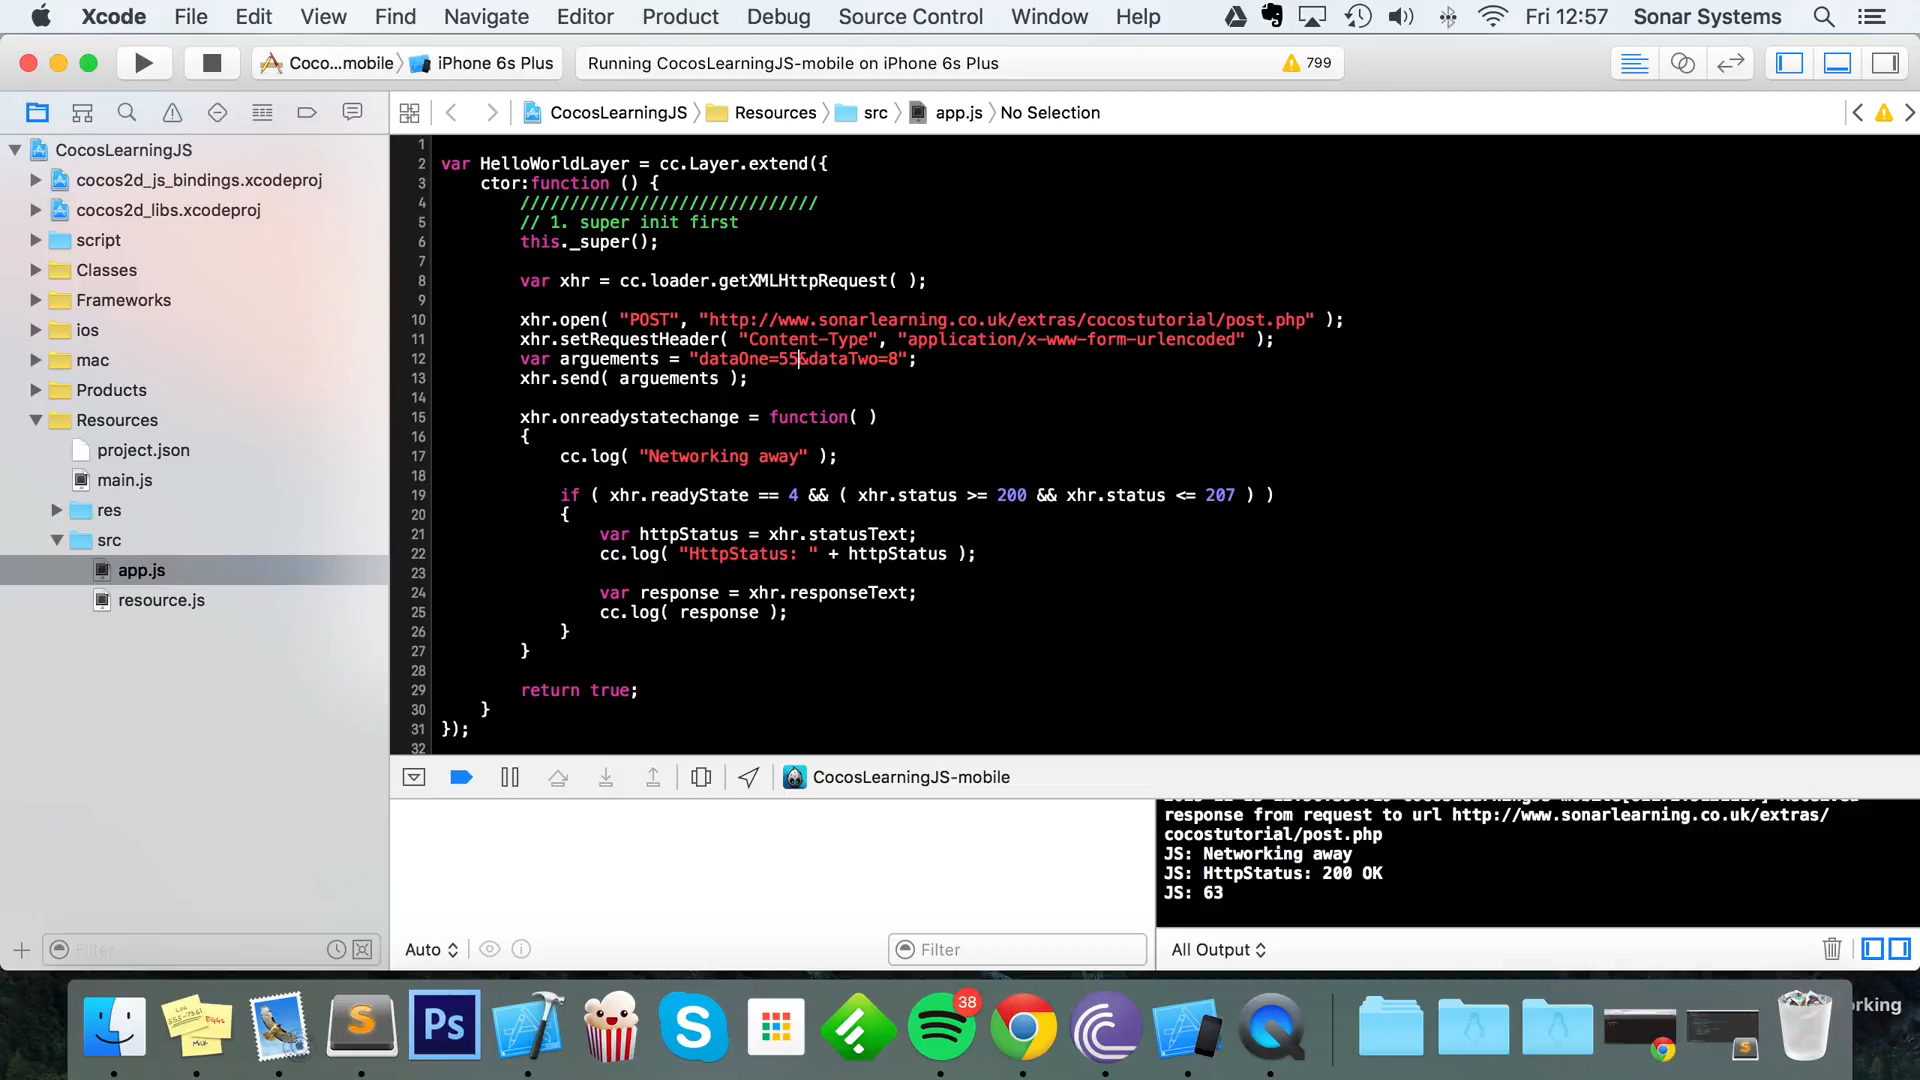 Xcode File Edit View Find Navigate Editor Product Debug Source Control Window Help Fri 12:57 Sonar Systems
Coco...mobile iPhone 6s Plus Running CocosLearningJS-mobile on iPhone 6s Plus 799
CocosLearningJS Resources src app.js No Selection
CocosLearningJS
cocos2d_js_bindings.xcodeproj
cocos2d_libs.xcodeproj
script
Classes
Frameworks
ios
mac
Products
Resources
project.json
main.js
res
src
app.js
resource.js
Filter
1
2 var HelloWorldLayer = cc.Layer.extend({
3 ctor:function () {
4 //////////////////////////////
5 // 1. super init first
6 this._super();
7
8 var xhr = cc.loader.getXMLHttpRequest( );
9
10 xhr.open( "POST", "http://www.sonarlearning.co.uk/extras/cocostutorial/post.php" );
11 xhr.setRequestHeader( "Content-Type", "application/x-www-form-urlencoded" );
12 var arguements = "dataOne=55&dataTwo=8";
13 xhr.send( arguements );
14
15 xhr.onreadystatechange = function( )
16 {
17 cc.log( "Networking away" );
18
19 if ( xhr.readyState == 4 && ( xhr.status >= 200 && xhr.status <= 207 ) )
20 {
21 var httpStatus = xhr.statusText;
22 cc.log( "HttpStatus: " + httpStatus );
23
24 var response = xhr.responseText;
25 cc.log( response );
26 }
27 }
28
29 return true;
30 }
31 });
32
CocosLearningJS-mobile
response from request to url http://www.sonarlearning.co.uk/extras/
cocostutorial/post.php
JS: Networking away
JS: HttpStatus: 200 OK
JS: 63
Auto Filter All Output
EGGS
Milk
S
Ps
S
38
rking